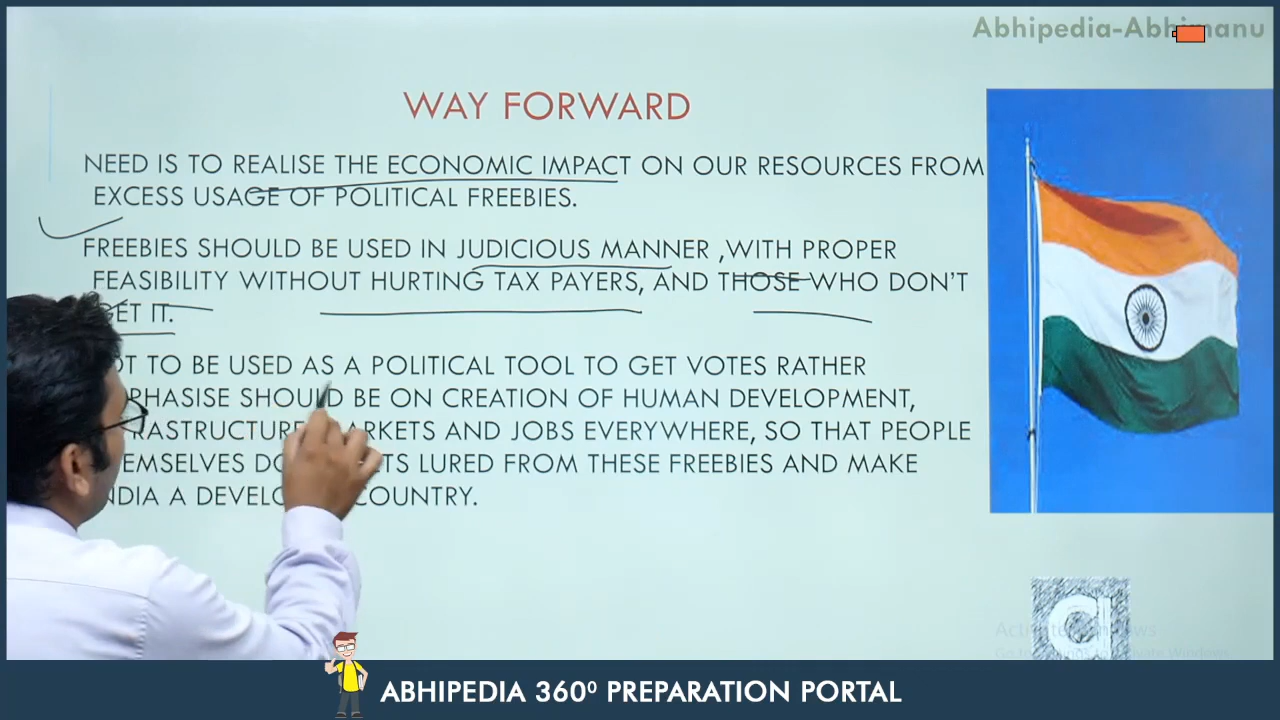 Abhipedia-Abhimanu
WAY FORWARD
NEED IS TO REALISE THE ECONOMIC IMPACT ON OUR RESOURCES FROM
EXCESS USAGE OF POLITICAL FREEBIES.
FREEBIES SHOULD BE USED IN JUDICIOUS MANNER ,WITH PROPER
FEASIBILITY WITHOUT HURTING TAX PAYERS, AND THOSE WHO DON'T
GET IT.
TO BE USED AS A POLITICAL TOOL TO GET VOTES RATHER
SHOULD BE ON CREATION OF HUMAN DEVELOPMENT,
AND JOBS EVERYWHERE, SO THAT PEOPLE
LURED FROM THESE FREEBIES AND MAKE
INDIA A COUNTRY.
a
ABHIPEDIA 360⁰ PREPARATION PORTAL